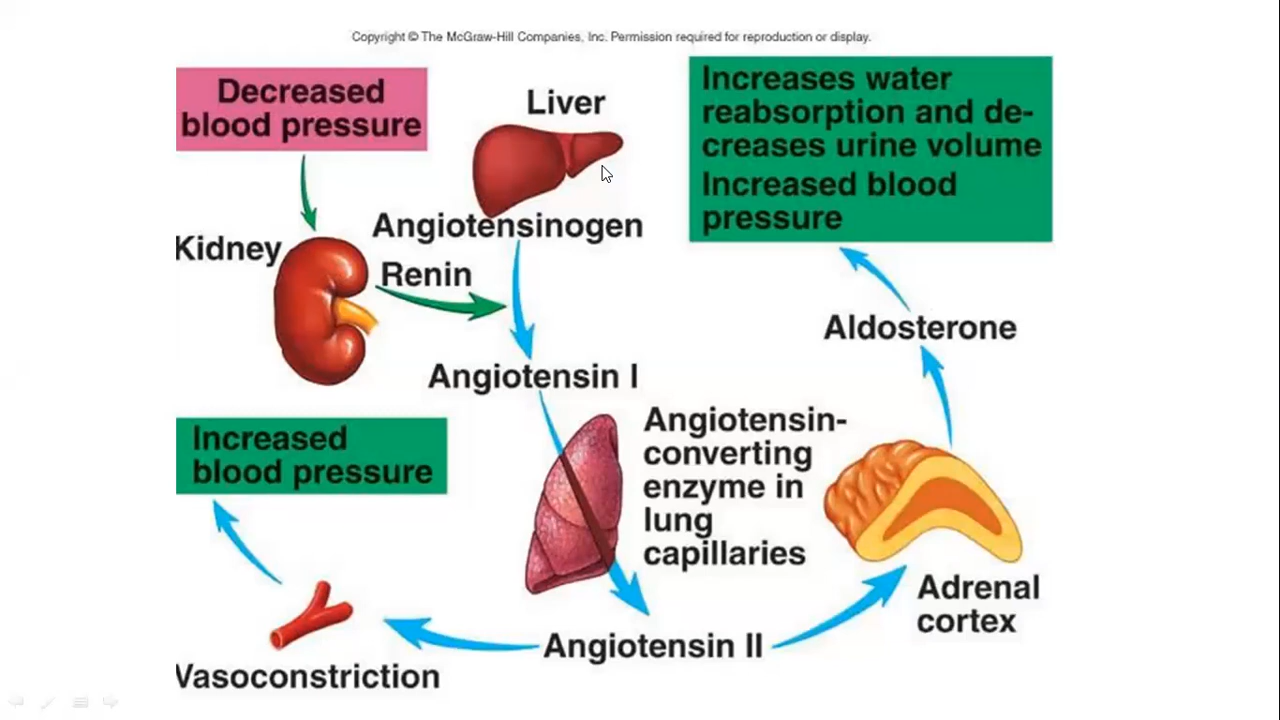 Copyright © The McGraw-Hill Companies, Inc. Permission required for reproduction or display.
Decreased
blood pressure
Liver
Increases water
reabsorption and de-
creases urine volume
Increased blood
pressure
Angiotensinogen
Kidney
Renin
Aldosterone
Angiotensin I
Angiotensin-
converting
enzyme in
lung
capillaries
Increased
blood pressure
Adrenal
cortex
Angiotensin II
Vasoconstriction